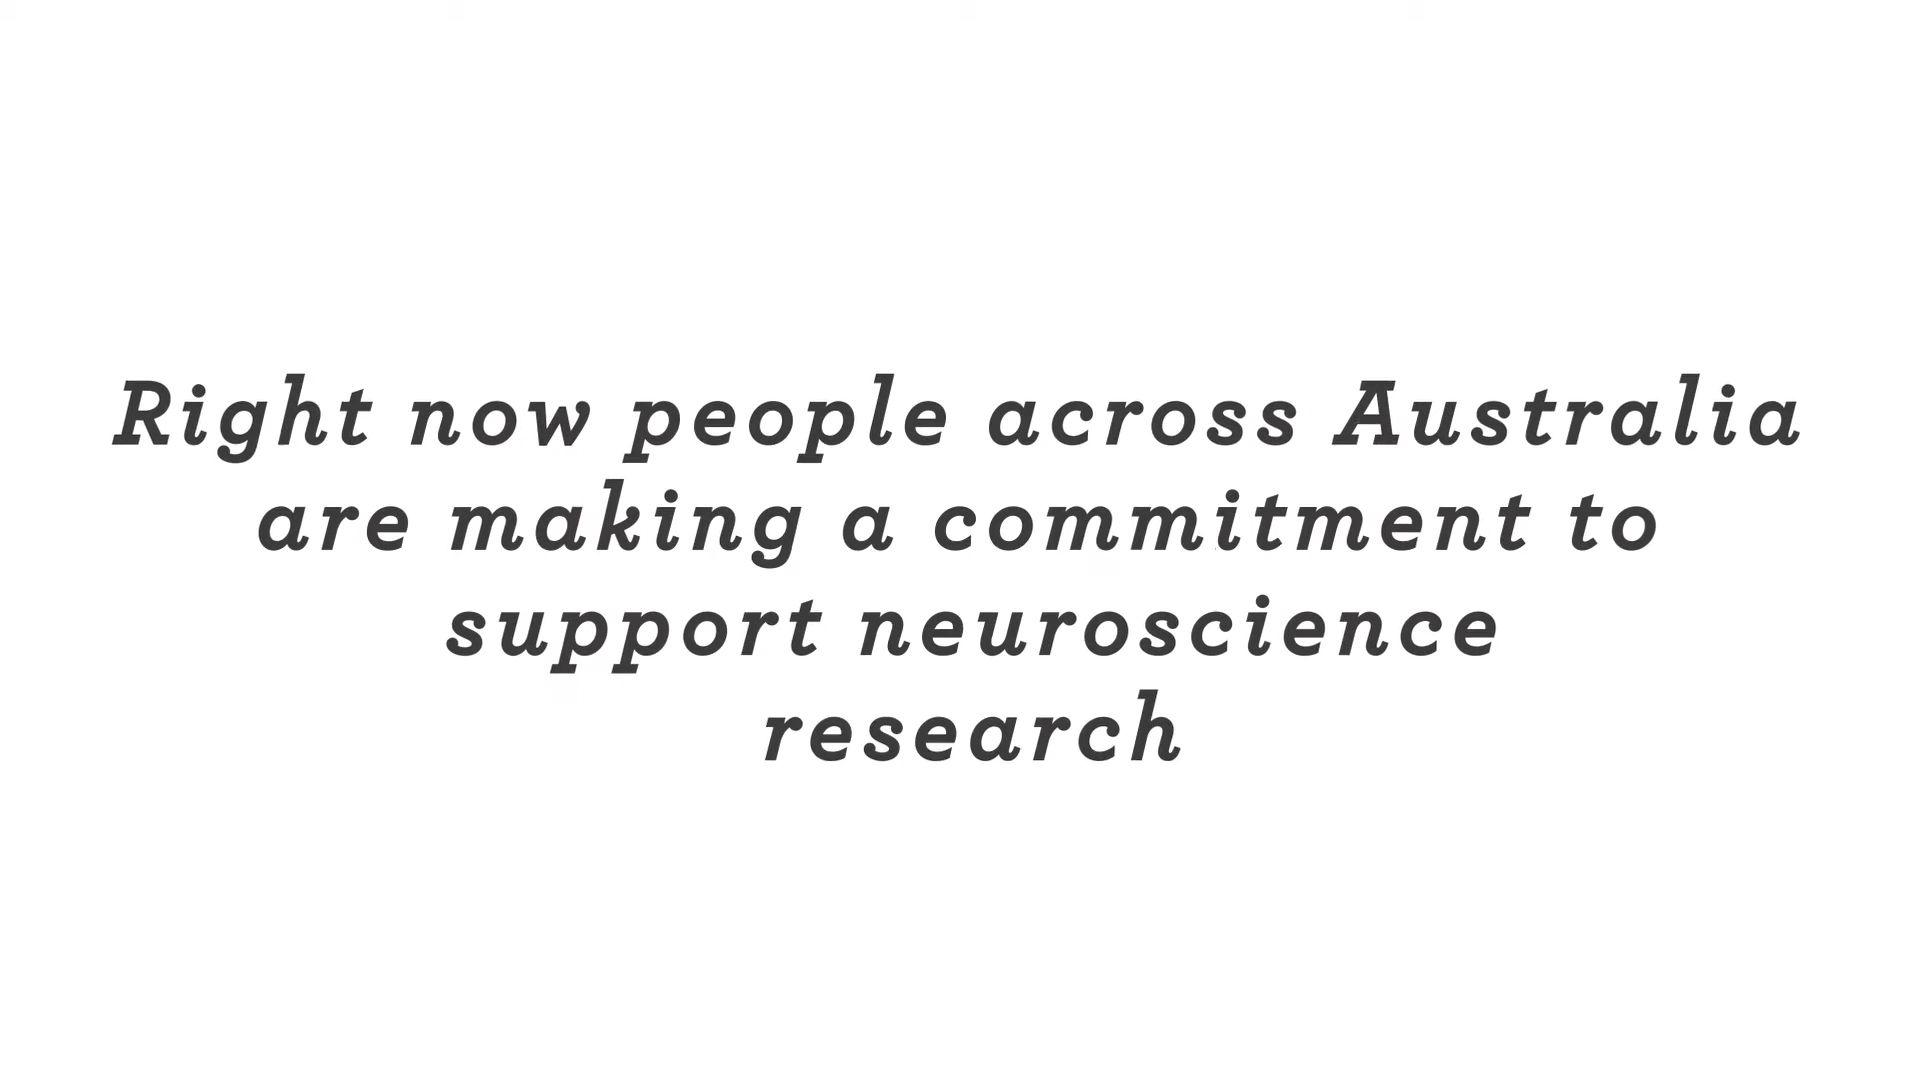 Right now people across Australia
are making a commitment to
support neuroscience
research